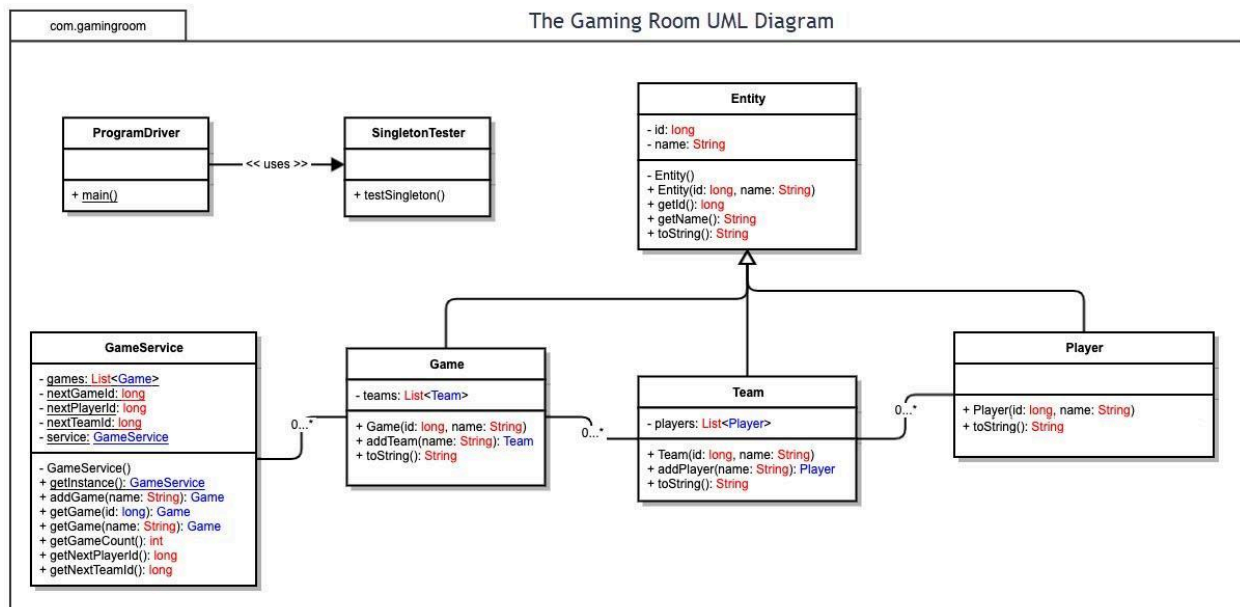 com.gamingroom
The Gaming Room UML Diagram
ProgramDriver
+ main()
<< uses >>
SingletonTester
+ testSingleton()
Entity
- id: long
- name: String
- Entity()
+ Entity(id: long, name: String)
+ getId(): long
+ getName(): String
+ toString(): String
GameService
- games: List<Game>
- nextGameId: long
- nextPlayerId: long
- nextTeamId: long
- service: GameService
- GameService()
+ getInstance(): GameService
+ addGame(name: String): Game
+ getGame(id: long): Game
+ getGame(name: String): Game
+ getGameCount(): int
+ getNextPlayerId(): long
+ getNextTeamId(): long
0...*
Game
- teams: List<Team>
+ Game(id: long, name: String)
+ addTeam(name: String): Team
+ toString(): String
0...*
Team
- players: List<Player>
+ Team(id: long, name: String)
+ addPlayer(name: String): Player
+ toString(): String
0...*
Player
+ Player(id: long, name: String)
+ toString(): String